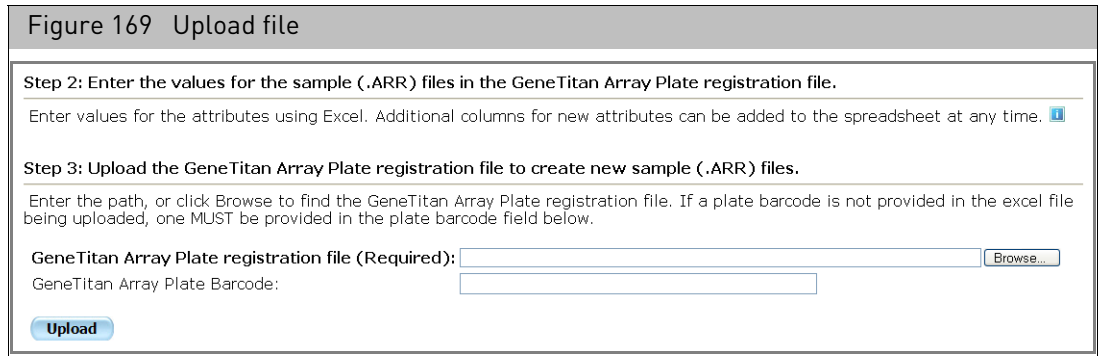 Figure 169 Upload file
Step 2: Enter the values for the sample (.ARR) files in the GeneTitan Array Plate registration file.
Enter values for the attributes using Excel. Additional columns for new attributes can be added to the spreadsheet at any time. i
Step 3: Upload the GeneTitan Array Plate registration file to create new sample (.ARR) files.
Enter the path, or click Browse to find the GeneTitan Array Plate registration file. If a plate barcode is not provided in the excel file
being uploaded, one MUST be provided in the plate barcode field below.
GeneTitan Array Plate registration file (Required): Browse...
GeneTitan Array Plate Barcode:
Upload